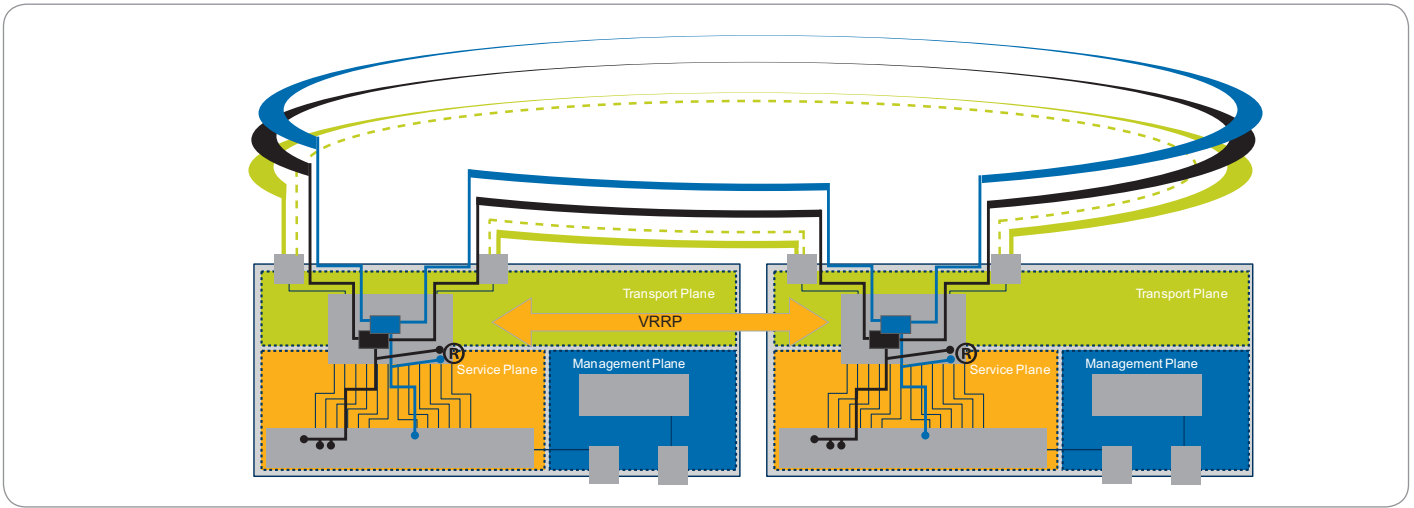 Transport Plane
Transport Plane
VRRP
R
R
Service Plane
Management Plane
Service Plane
Management Plane